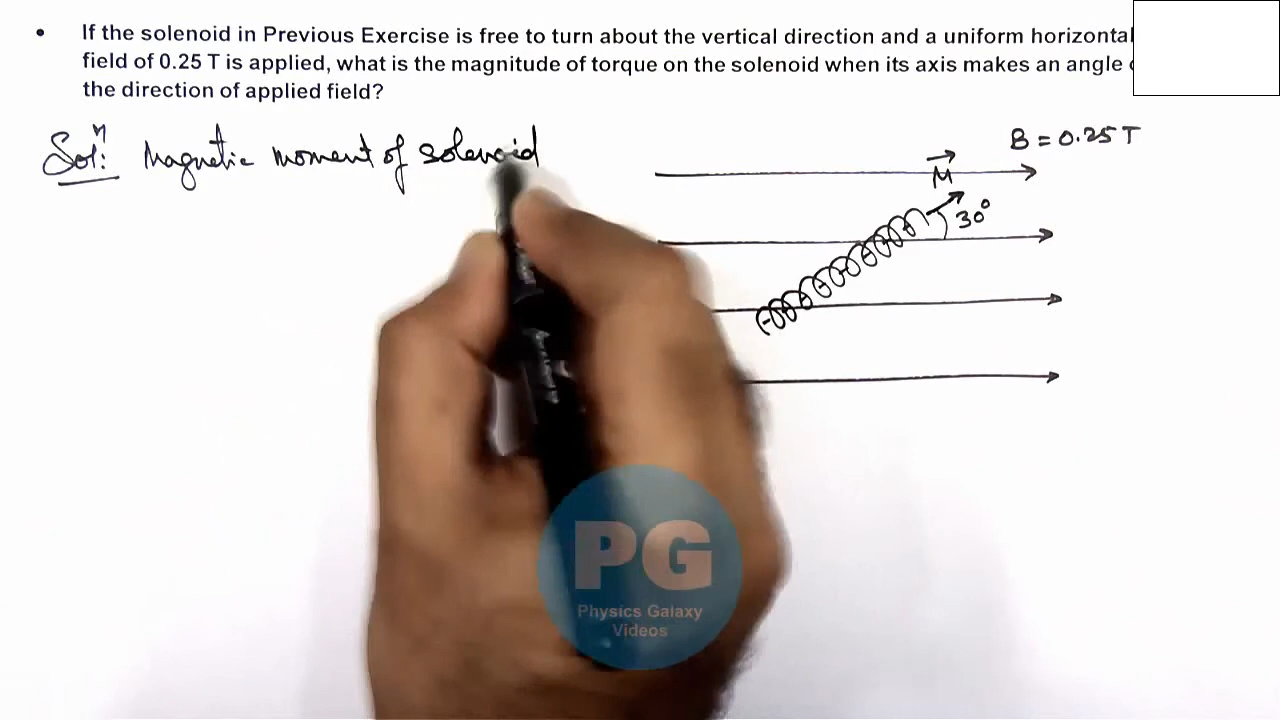 • If the solenoid in Previous Exercise is free to turn about the vertical direction and a uniform horizontal
field of 0.25 T is applied, what is the magnitude of torque on the solenoid when its axis makes an angle
the direction of applied field?
Solⁿ: Magnetic moment of solenoid
B = 0.25 T
M
30°
PG
Physics Galaxy
Videos